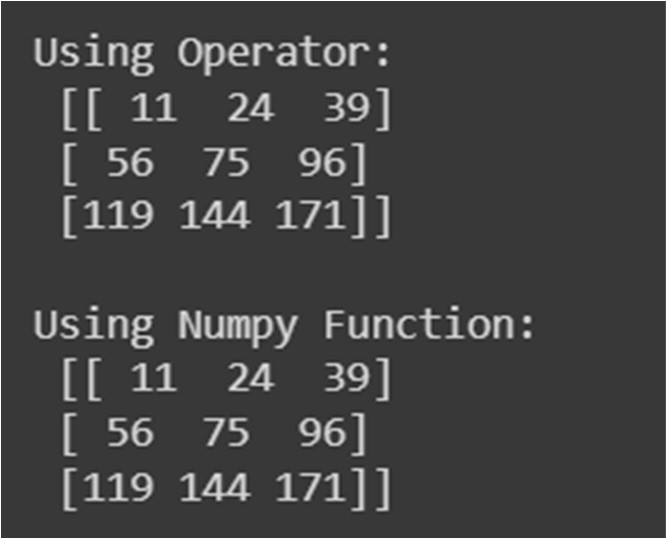 Using Operator:
[[ 11  24  39]
[ 56  75  96]
[119 144 171]]
Using Numpy Function:
[[ 11  24  39]
[ 56  75  96]
[119 144 171]]